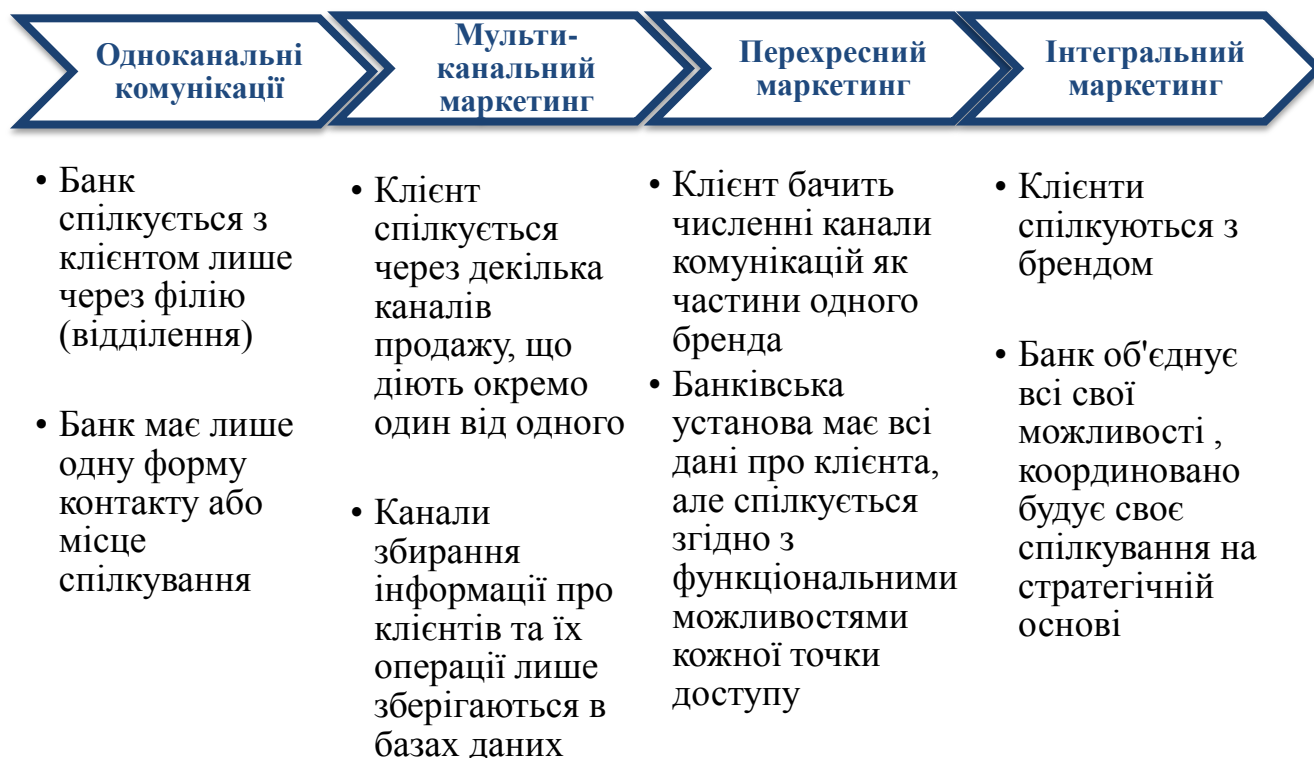 Одноканальні
комунікації
Мульти-
канальний
маркетинг
Перехресний
маркетинг
Інтегральний
маркетинг
• Банк
спілкується з
клієнтом лише
через філію
(відділення)
• Банк має лише
одну форму
контакту або
місце
спілкування
• Клієнт
спілкується
через декілька
каналів
продажу, що
діють окремо
один від одного
• Канали
збирання
інформації про
клієнтів та їх
операції лише
зберігаються в
базах даних
• Клієнт бачить
численні канали
комунікацій як
частини одного
бренда
• Банківська
установа має всі
дані про клієнта,
але спілкується
згідно з
функціональними
можливостями
кожної точки
доступу
• Клієнти
спілкуються з
брендом
• Банк об'єднує
всі свої
можливості ,
координовано
будує своє
спілкування на
стратегічній
основі